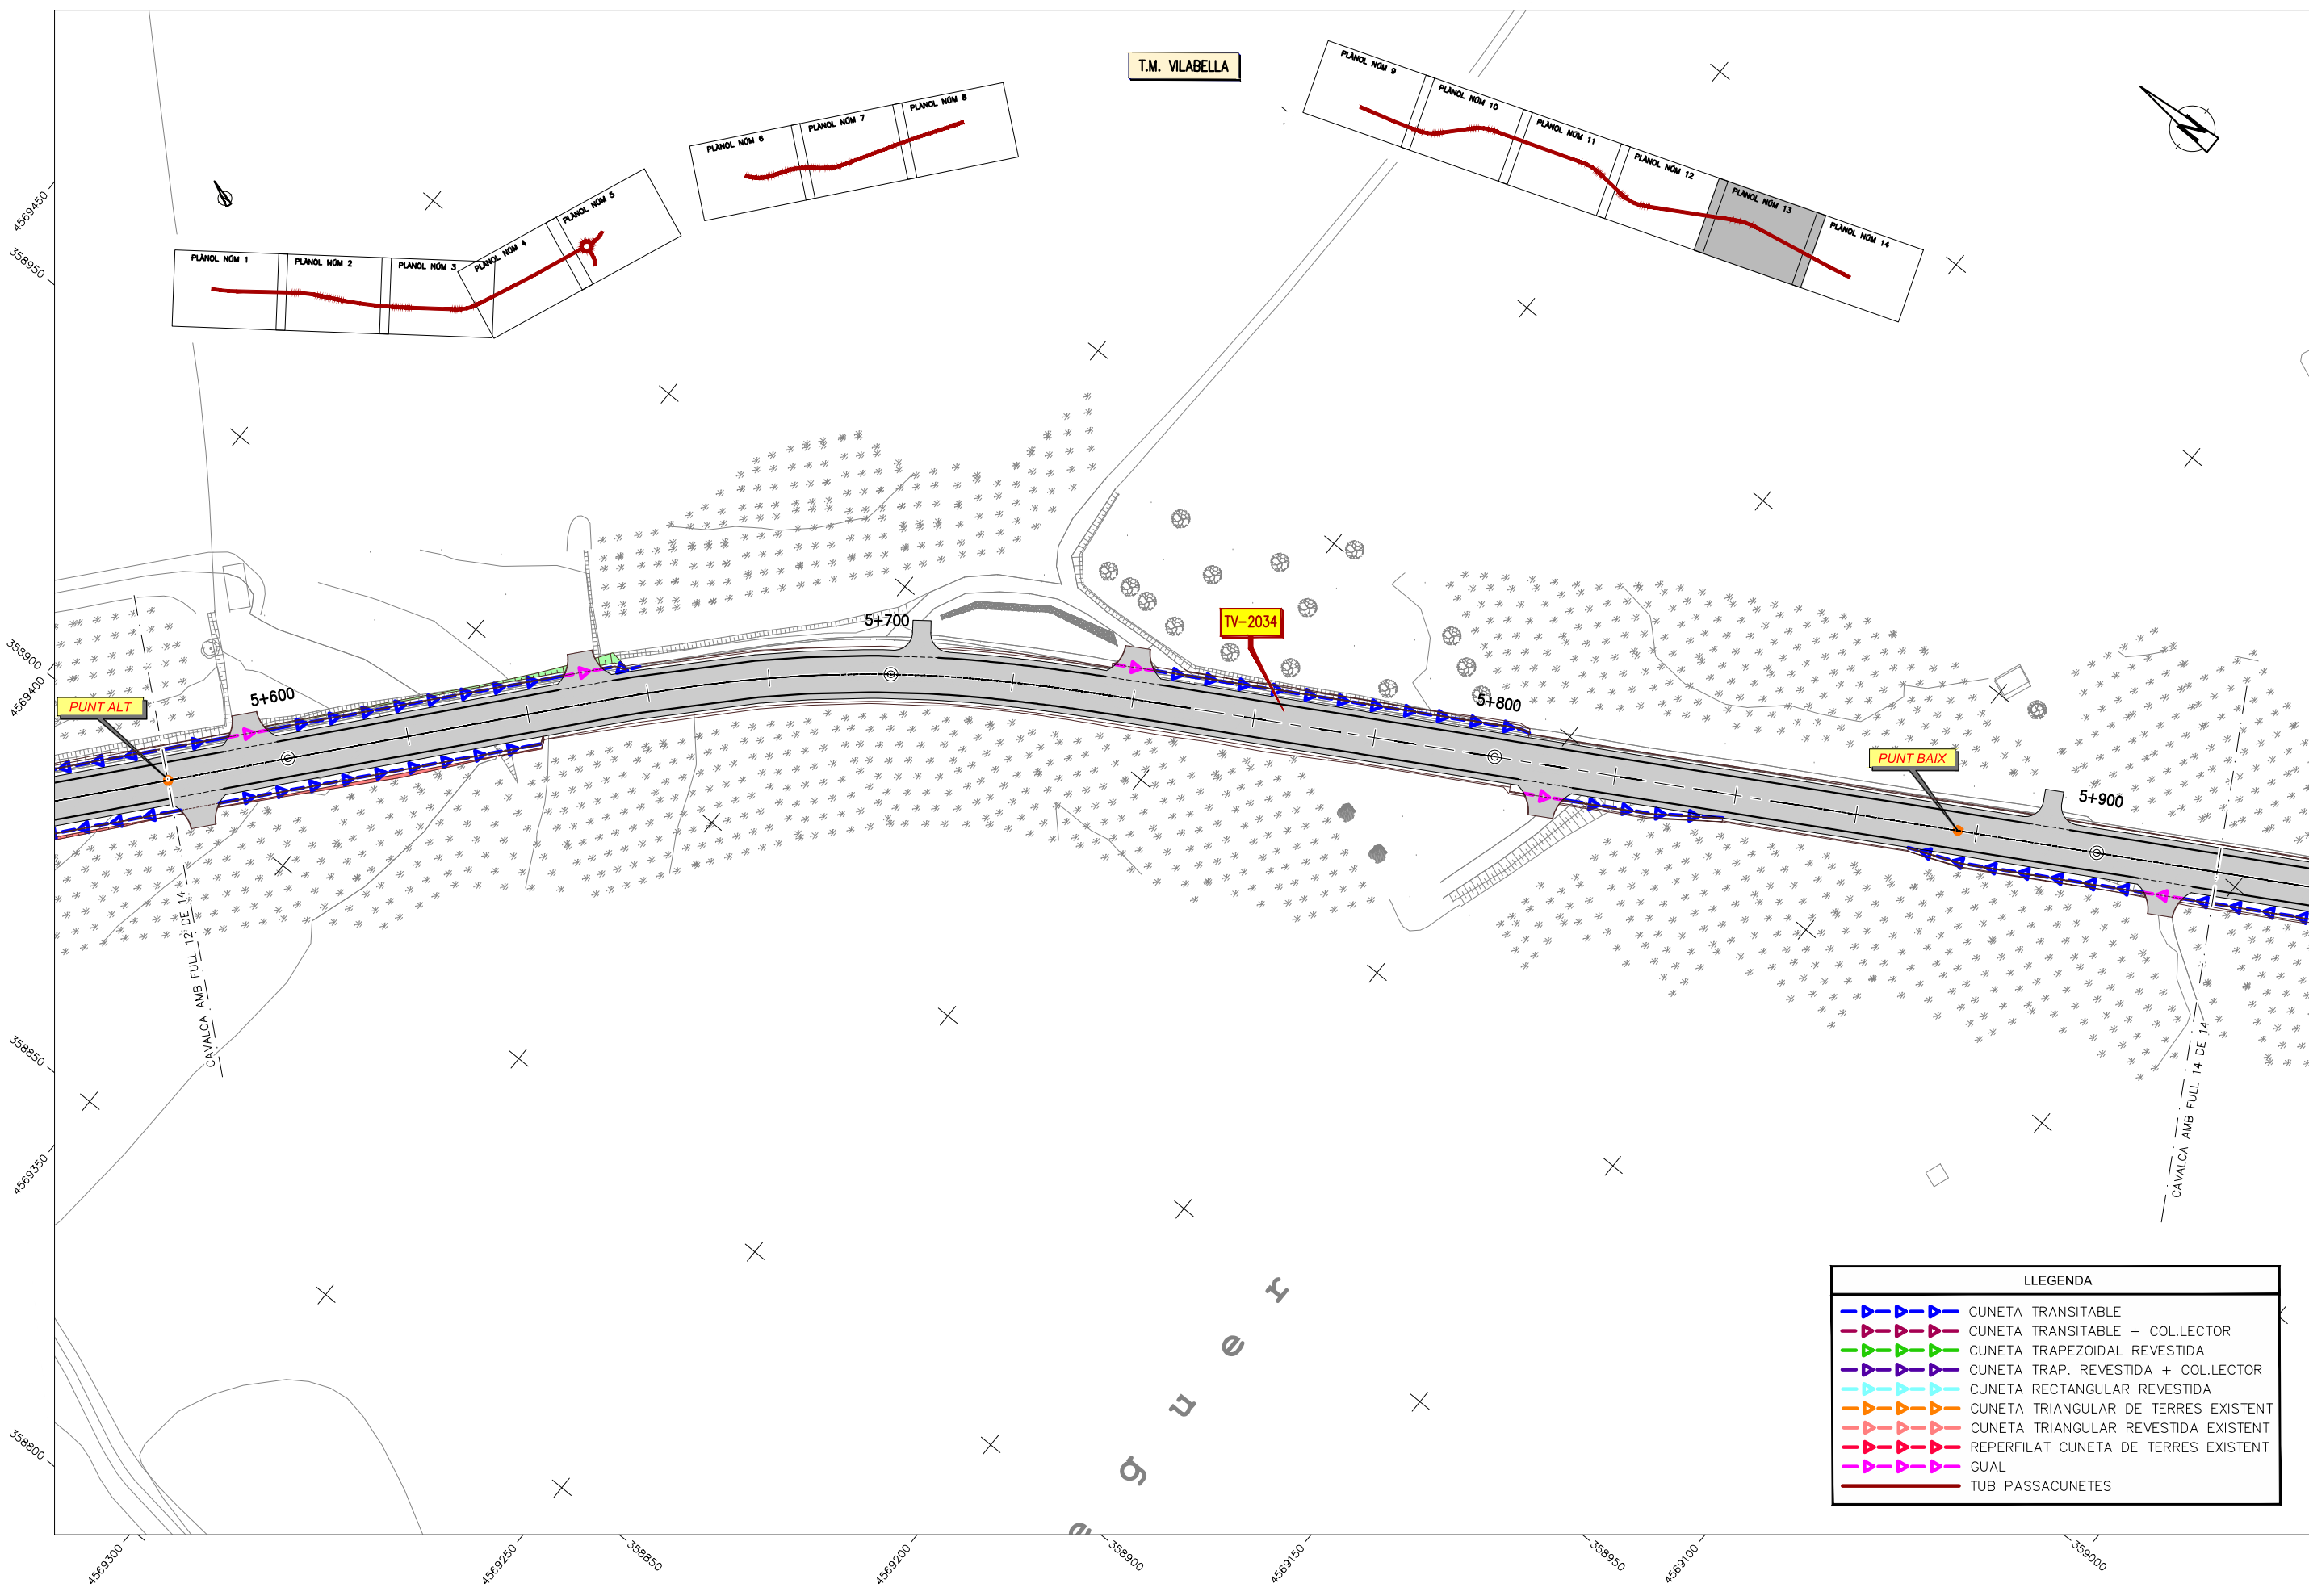 T.M. VILABELLA
PLÀNOL NÚM 1
PLÀNOL NÚM 2
PLÀNOL NÚM 3
PLÀNOL NÚM 4
PLÀNOL NÚM 5
PLÀNOL NÚM 6
PLÀNOL NÚM 7
PLÀNOL NÚM 8
PLÀNOL NÚM 9
PLÀNOL NÚM 10
PLÀNOL NÚM 11
PLÀNOL NÚM 12
PLÀNOL NÚM 13
PLÀNOL NÚM 14
N
4569450
358950
358900
4569400
358850
4569350
358800
PUNT ALT
5+600
5+700
TV-2034
5+800
PUNT BAIX
5+900
CAVALCA AMB FULL 12 DE 14
CAVALCA AMB FULL 14 DE 14
e g u e r
LLEGENDA
CUNETA TRANSITABLE
CUNETA TRANSITABLE + COL.LECTOR
CUNETA TRAPEZOIDAL REVESTIDA
CUNETA TRAP. REVESTIDA + COL.LECTOR
CUNETA RECTANGULAR REVESTIDA
CUNETA TRIANGULAR DE TERRES EXISTENT
CUNETA TRIANGULAR REVESTIDA EXISTENT
REPERFILAT CUNETA DE TERRES EXISTENT
GUAL
TUB PASSACUNETES
4569300
4569250
358850
4569200
358900
4569150
358950
4569100
359000